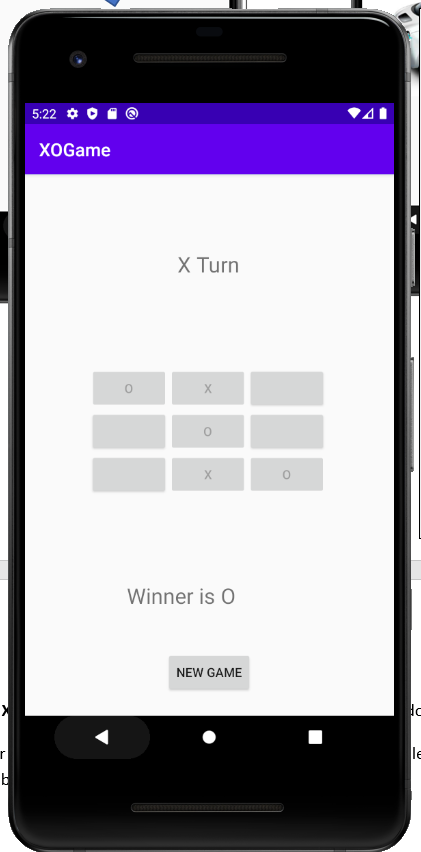 5:22
XOGame
X Turn
O X
O
X O
Winner is O
NEW GAME